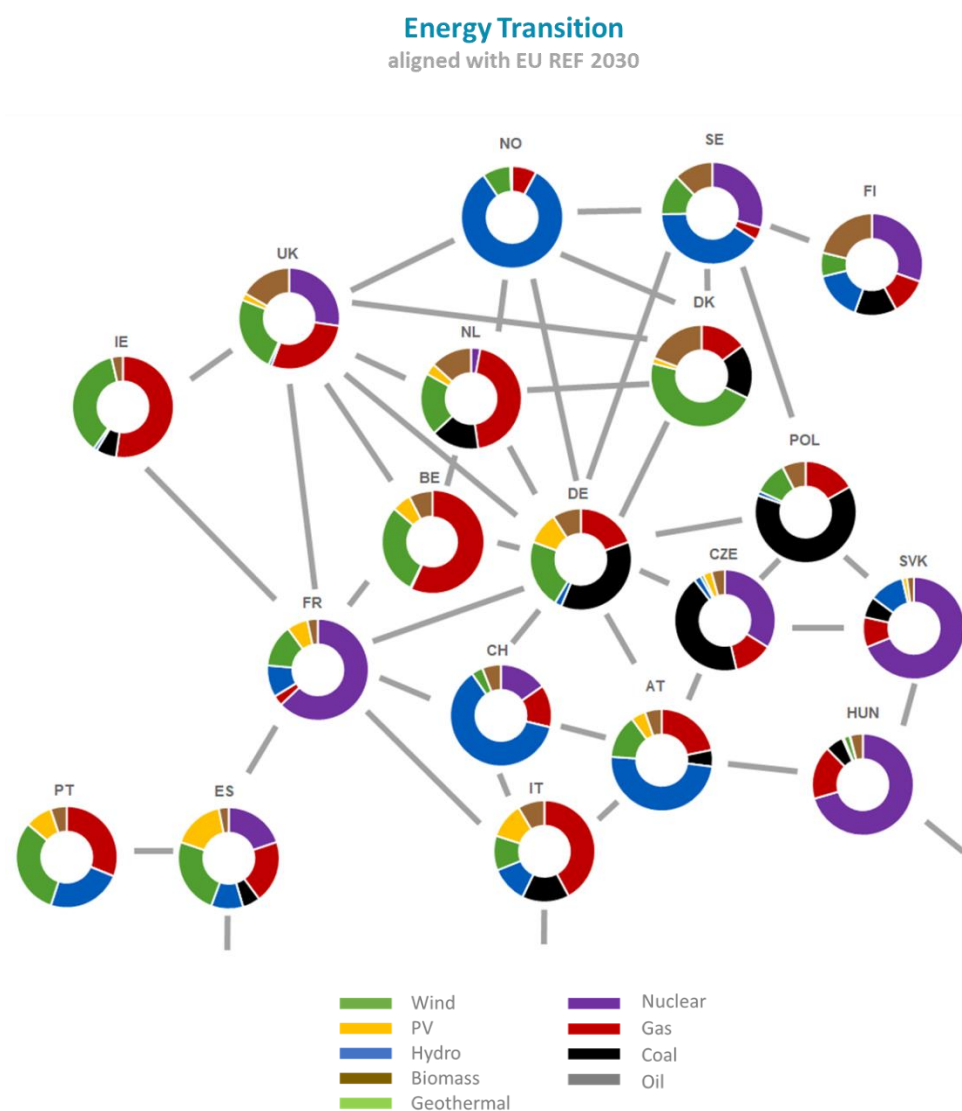 Energy Transition
aligned with EU REF 2030
NO
SE
FI
UK
DK
NL
IE
POL
BE
DE
CZE
SVK
FR
CH
AT
HUN
PT
ES
IT
Wind
Nuclear
PV
Gas
Hydro
Coal
Biomass
Oil
Geothermal